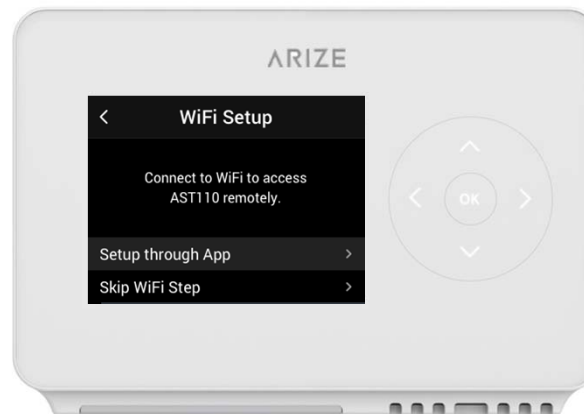 ARIZE
WiFi Setup
Connect to WiFi to access
AST110 remotely.
OK
Setup through App
Skip WiFi Step